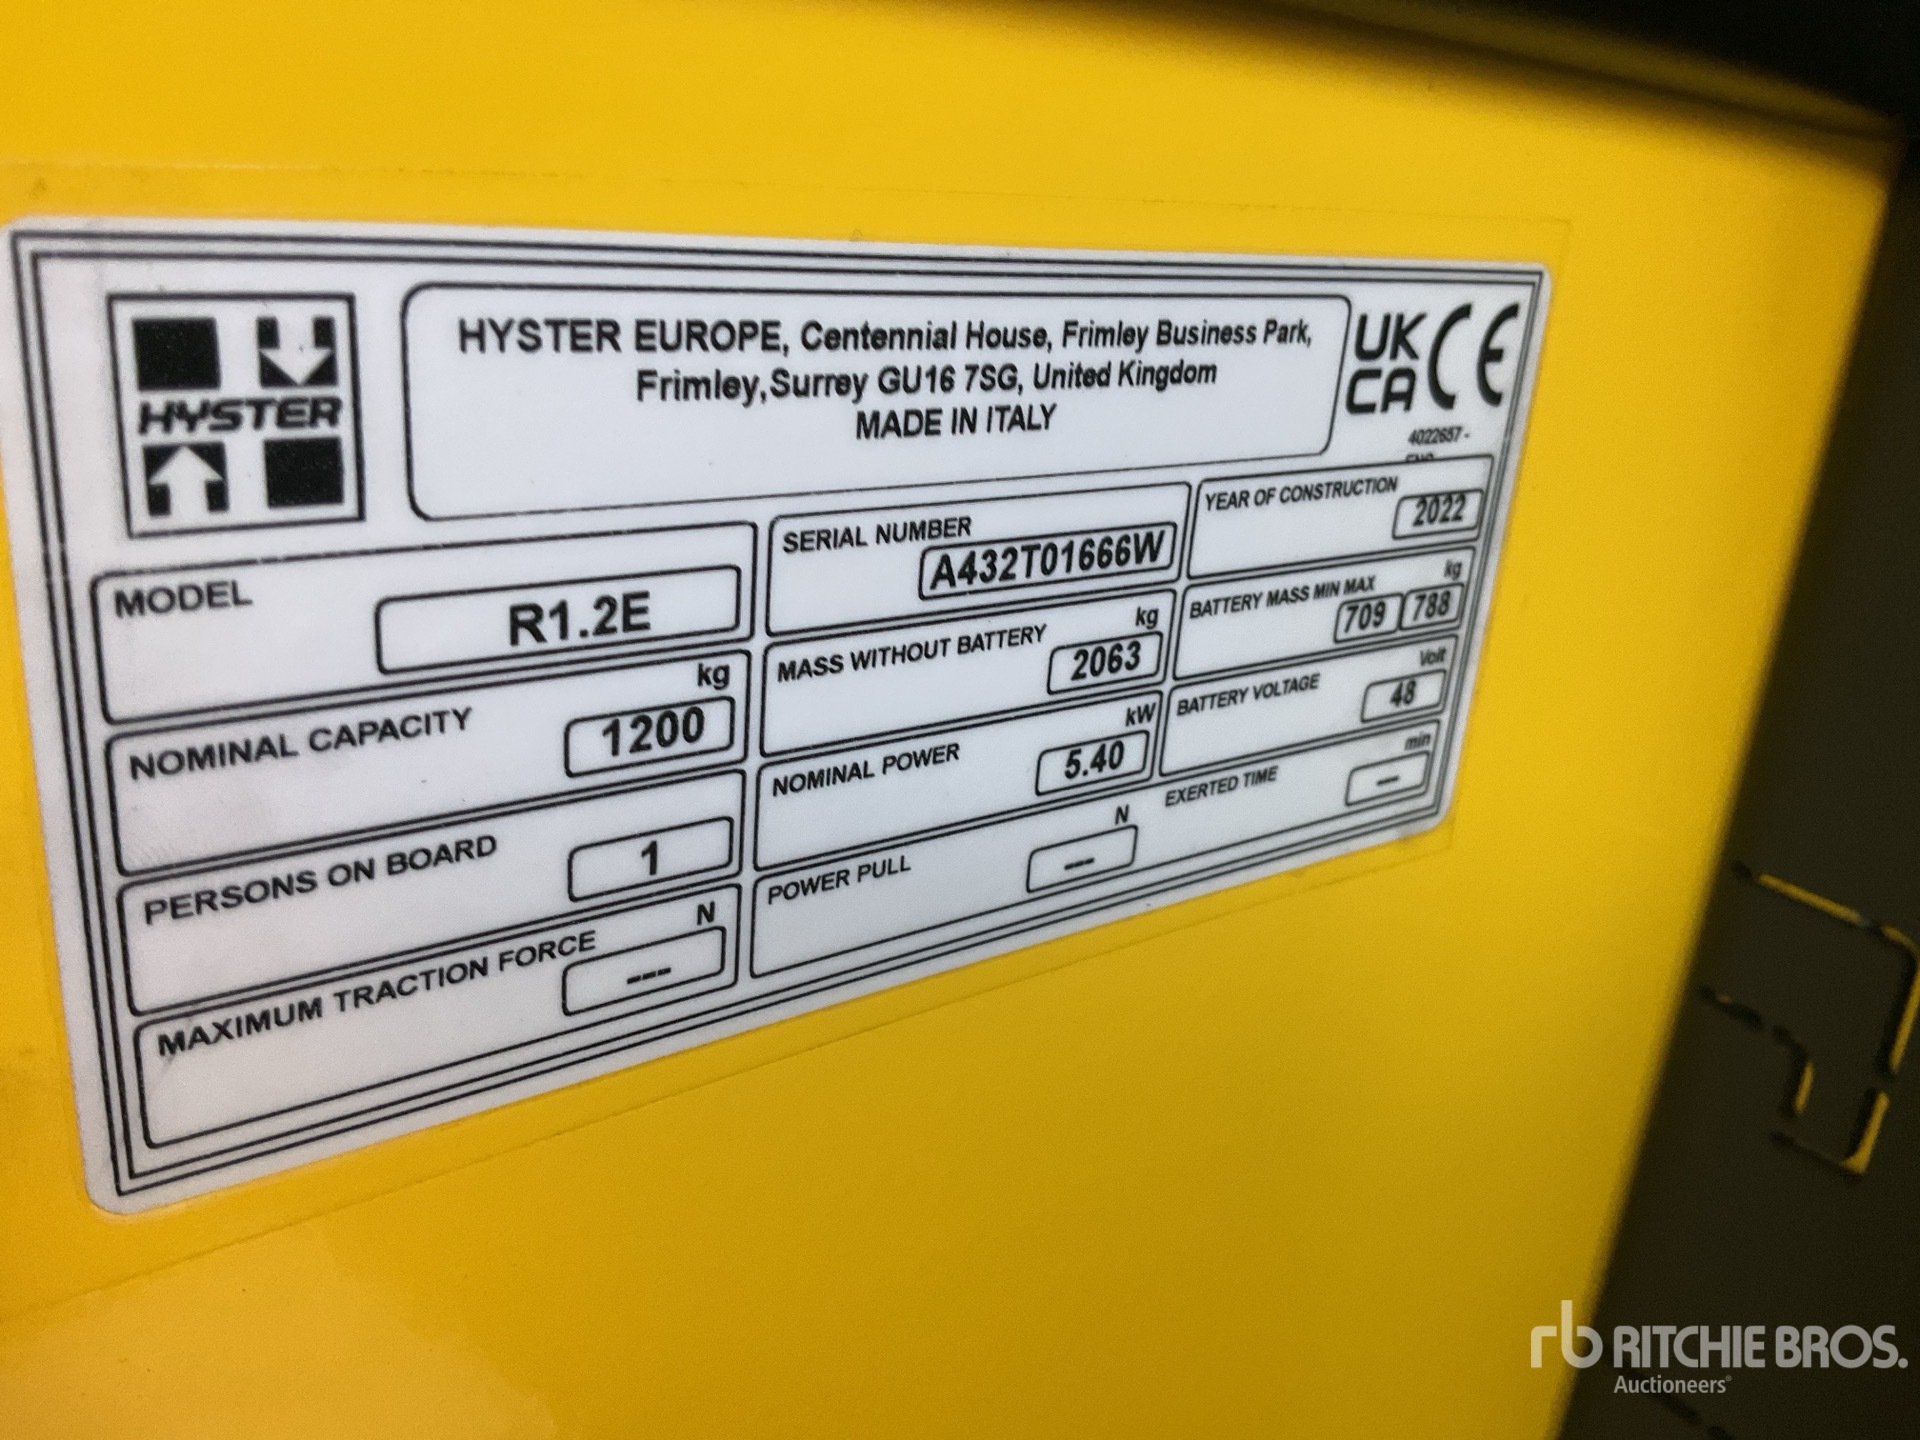 HYSTER
HYSTER EUROPE, Centennial House, Frimley Business Park,
Frimley, Surrey GU16 7SG, United Kingdom
MADE IN ITALY
UK
CA CE
4022657 -
MODEL
R1.2E
SERIAL NUMBER
A432T01666W
YEAR OF CONSTRUCTION
2022
NOMINAL CAPACITY
kg
1200
MASS WITHOUT BATTERY
kg
2063
BATTERY MASS MIN MAX
kg
709 788
PERSONS ON BOARD
1
NOMINAL POWER
kW
5.40
BATTERY VOLTAGE
Volt
48
MAXIMUM TRACTION FORCE
N
---
POWER PULL
N
---
EXERTED TIME
min
---
rb RITCHIE BROS.
Auctioneers